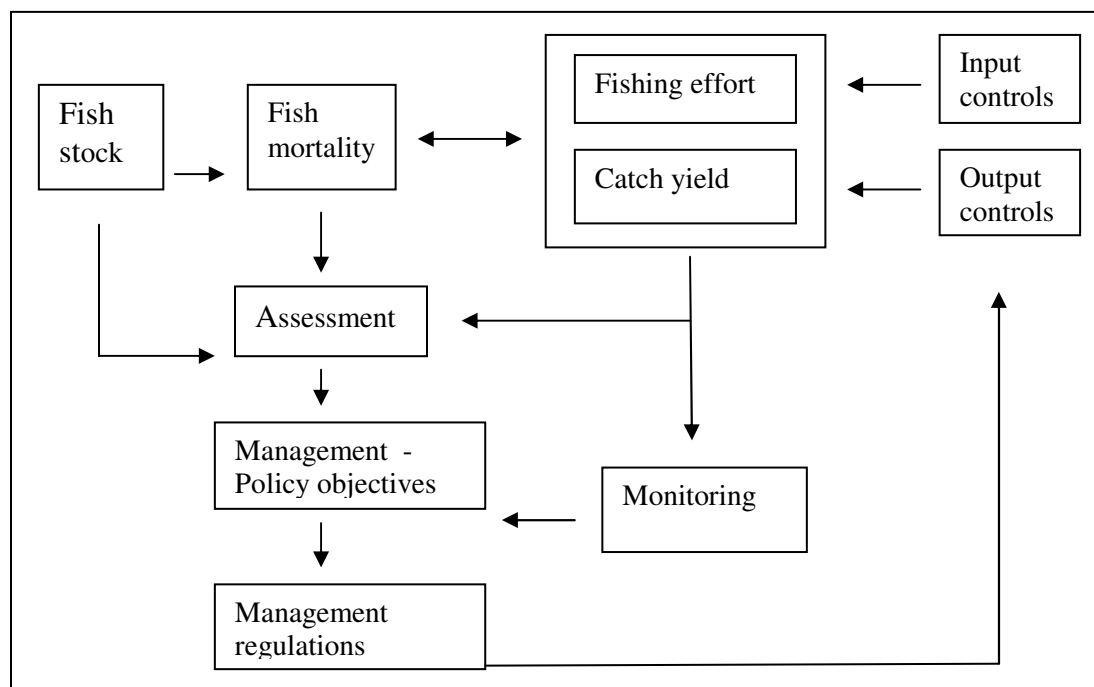 Fish
stock
Fish
mortality
Fishing effort
Catch yield
Input
controls
Output
controls
Assessment
Management -
Policy objectives
Monitoring
Management
regulations